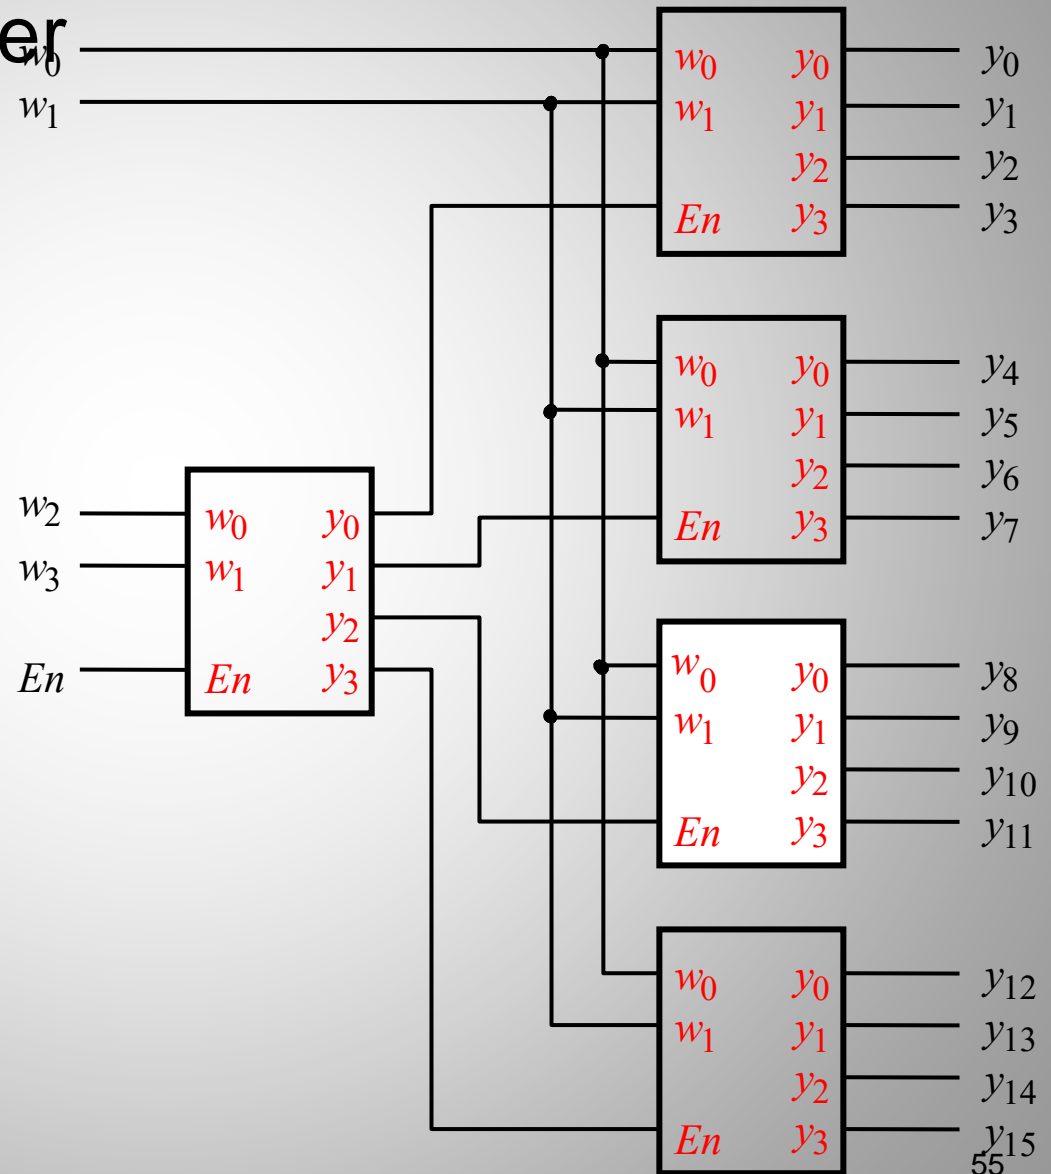 er
w0 w0 y0 y0
w1 w1 y1 y1
y2 y2
En y3 y3
w0 y0 y4
w1 y1 y5
y2 y6
En y3 y7
w2 w0 y0
w3 w1 y1
y2
En En y3
w0 y0 y8
w1 y1 y9
y2 y10
En y3 y11
w0 y0 y12
w1 y1 y13
y2 y14
En y3 y15
55